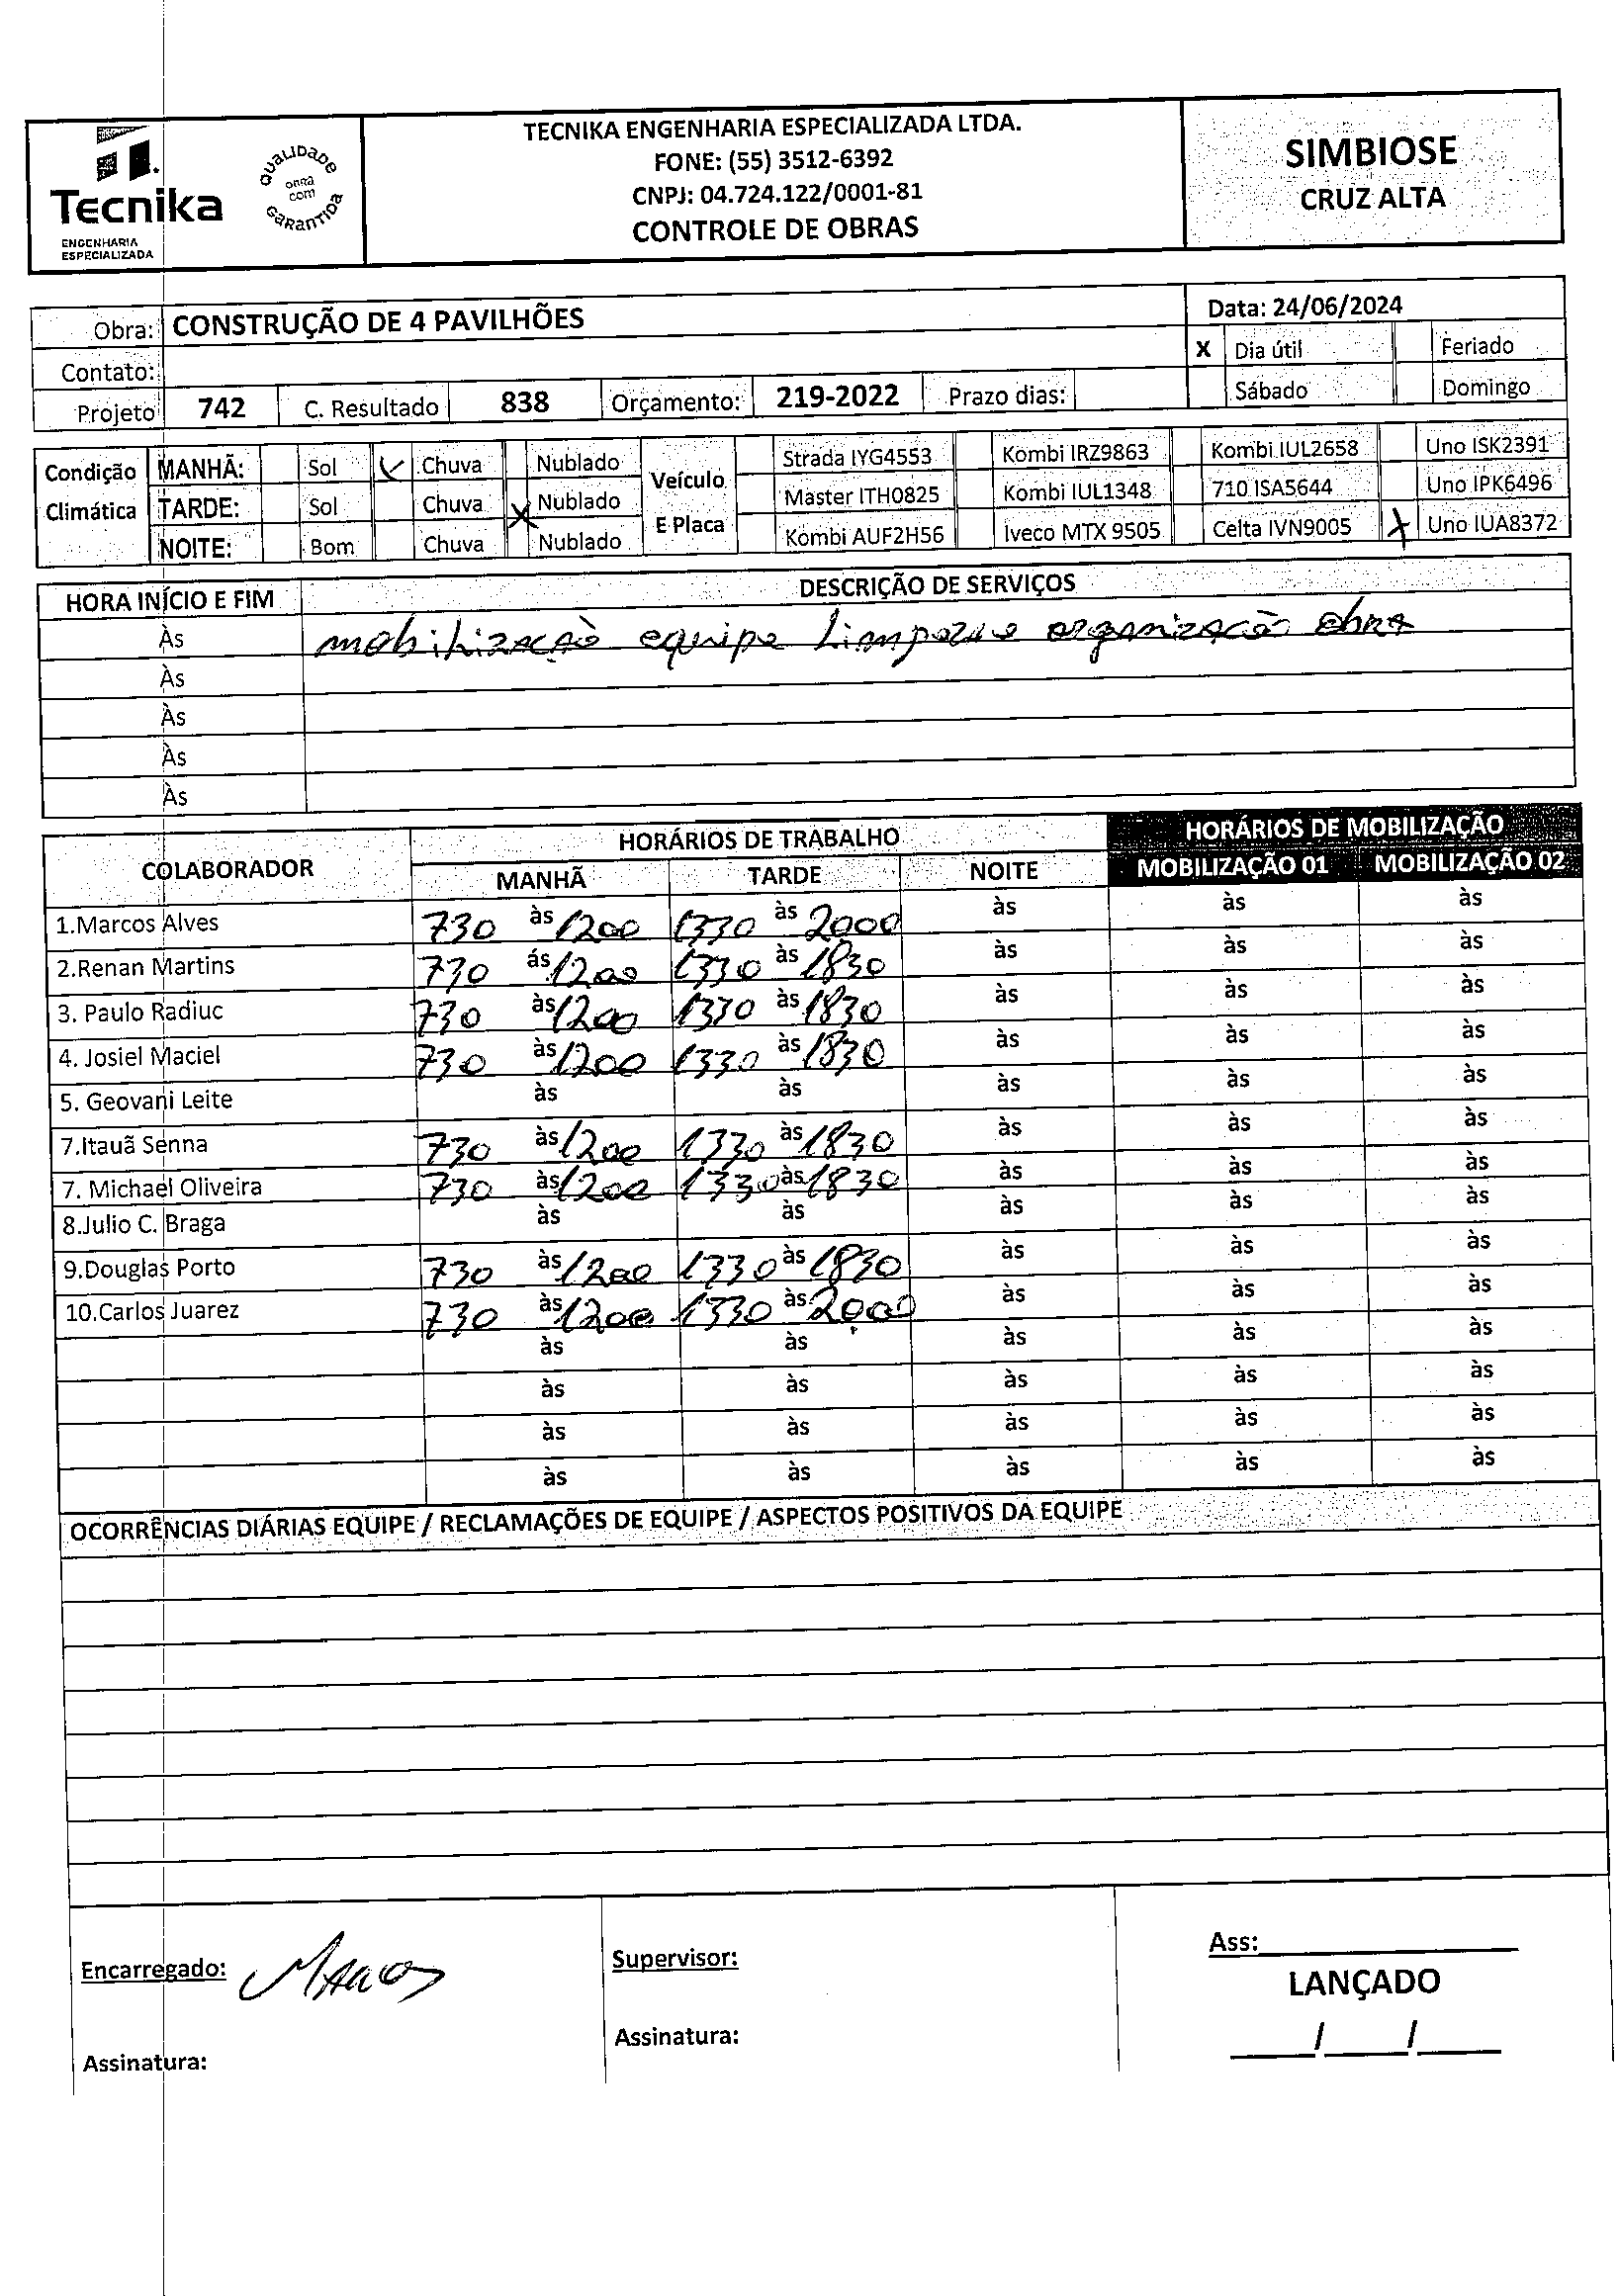 Tecnika
ENGENHARIA
ESPECIALIZADA
QUALIDADE
OBRA
COM
GARANTIDA
TECNIKA ENGENHARIA ESPECIALIZADA LTDA.
FONE: (55) 3512-6392
CNPJ: 04.724.122/0001-81
CONTROLE DE OBRAS
SIMBIOSE
CRUZ ALTA
Obra: CONSTRUÇÃO DE 4 PAVILHÕES
Data: 24/06/2024
Contato:
X Dia útil Feriado
Projeto 742 C. Resultado 838 Orçamento: 219-2022 Prazo dias:
Sábado Domingo
Condição Climática
MANHÃ: Sol ✓ Chuva Nublado
TARDE: Sol Chuva X Nublado
NOITE: Bom Chuva Nublado
Veículo E Placa
Strada IYG4553 Kombi IRZ9863 Kombi IUL2658 Uno ISK2391
Master ITH0825 Kombi IUL1348 710 ISA5644 Uno IPK6496
Kombi AUF2H56 Iveco MTX 9505 Celta IVN9005 X Uno IUA8372
HORA INÍCIO E FIM DESCRIÇÃO DE SERVIÇOS
Às mobilização equipe limpeza e organização obra
Às
Às
Às
Às
COLABORADOR HORÁRIOS DE TRABALHO HORÁRIOS DE MOBILIZAÇÃO
MANHÃ TARDE NOITE MOBILIZAÇÃO 01 MOBILIZAÇÃO 02
1.Marcos Alves 730 às 1200 1330 às 2000 às às às
2.Renan Martins 730 ás 1200 1330 às 1830 às às às
3. Paulo Radiuc 730 às 1200 1330 às 1830 às às às
4. Josiel Maciel 730 às 1200 1330 às 1830 às às às
5. Geovani Leite às às às às às
7.Itauã Senna 730 às 1200 1330 às 1830 às às às
7. Michael Oliveira 730 às 1200 1330 às 1830 às às às
8.Julio C. Braga às às às às às
9.Douglas Porto 730 às 1200 1330 às 1830 às às às
10.Carlos Juarez 730 às 1200 1330 às 2000 às às às
às às às às às
às às às às às
às às às às às
às às às às às
OCORRÊNCIAS DIÁRIAS EQUIPE / RECLAMAÇÕES DE EQUIPE / ASPECTOS POSITIVOS DA EQUIPE
Encarregado: Marcos
Supervisor:
Ass:
LANÇADO
Assinatura:
Assinatura:
/ /